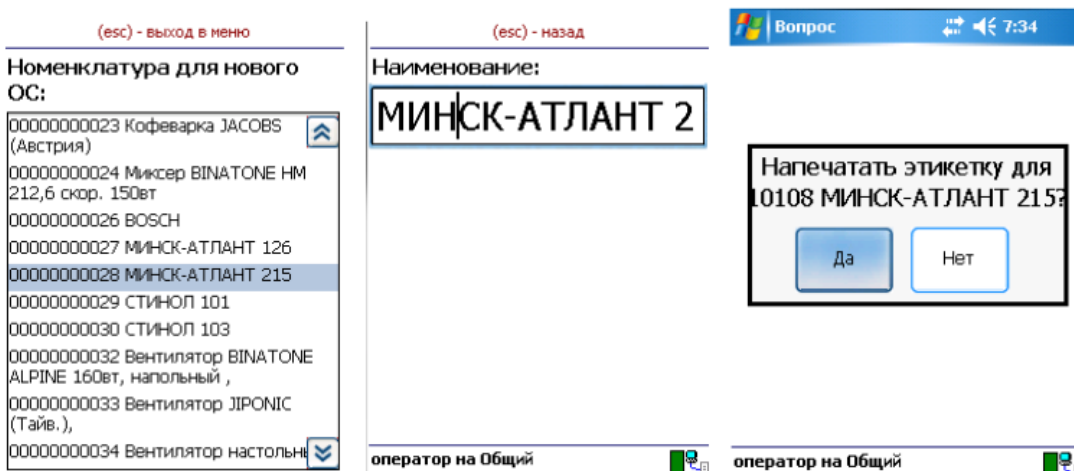 (esc) - выход в меню
Номенклатура для нового
ОС:
00000000023 Кофеварка JACOBS
(Австрия)
00000000024 Миксер BINATONE HM
212,6 скор. 150вт
00000000026 BOSCH
00000000027 МИНСК-АТЛАНТ 126
00000000028 МИНСК-АТЛАНТ 215
00000000029 СТИНОЛ 101
00000000030 СТИНОЛ 103
00000000032 Вентилятор BINATONE
ALPINE 160вт, напольный ,
00000000033 Вентилятор JIPONIC
(Тайв.),
00000000034 Вентилятор настольн
(esc) - назад
Наименование:
МИНСК-АТЛАНТ 2
оператор на Общий
Вопрос 7:34
Напечатать этикетку для
10108 МИНСК-АТЛАНТ 215?
Да Нет
оператор на Общий